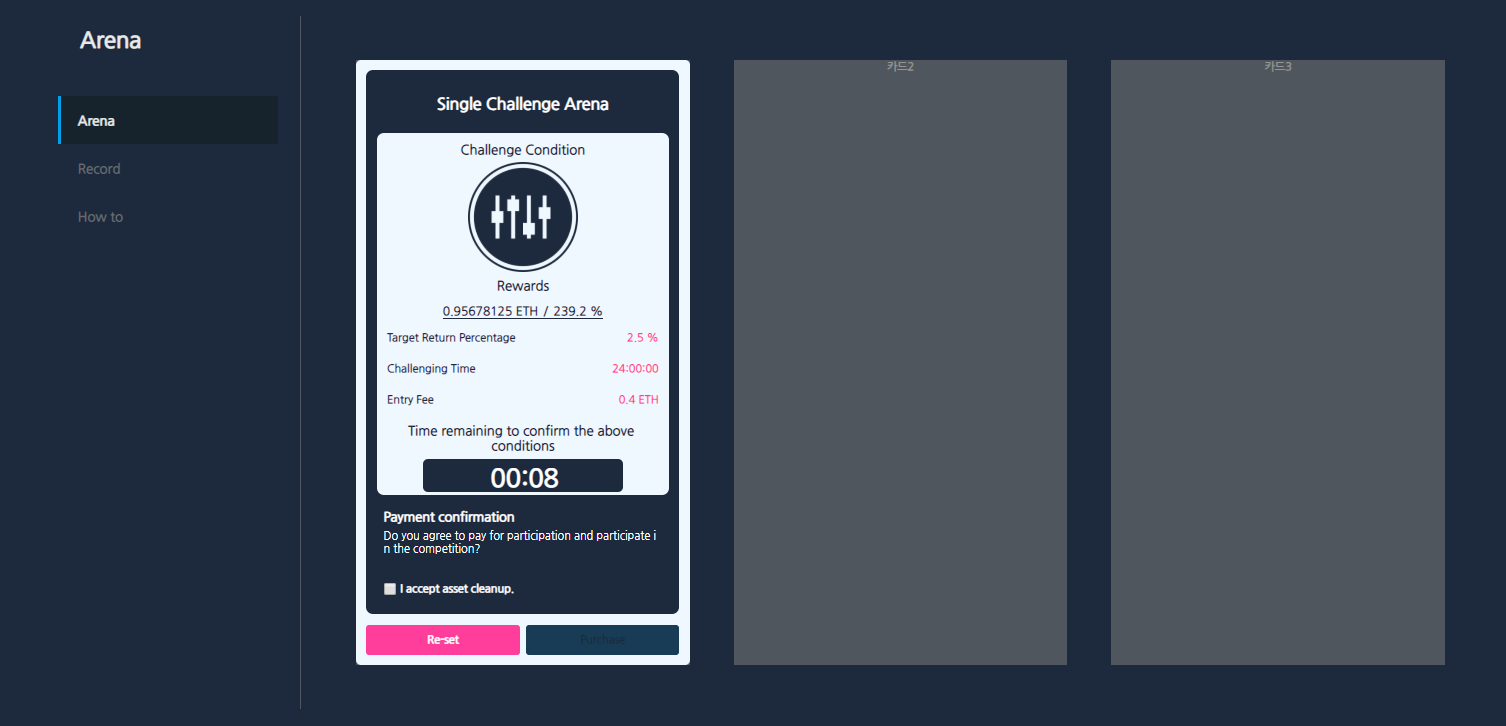 Arena
Arena
Record
How to
Single Challenge Arena
Challenge Condition
Rewards
0.95678125 ETH / 239.2 %
Target Return Percentage 2.5 %
Challenging Time 24:00:00
Entry Fee 0.4 ETH
Time remaining to confirm the above
conditions
00:08
Payment confirmation
Do you agree to pay for participation and participate i
n the competition?
I accept asset cleanup.
Re-set Purchase
카드2
카드3